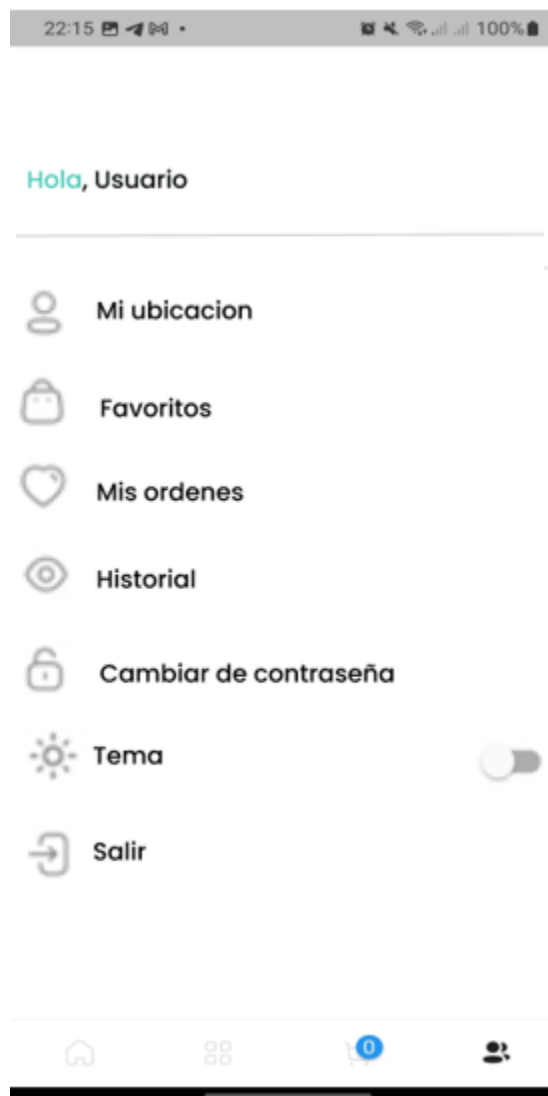 22:15 100%
Hola, Usuario
Mi ubicacion
Favoritos
Mis ordenes
Historial
Cambiar de contraseña
Tema
Salir
0